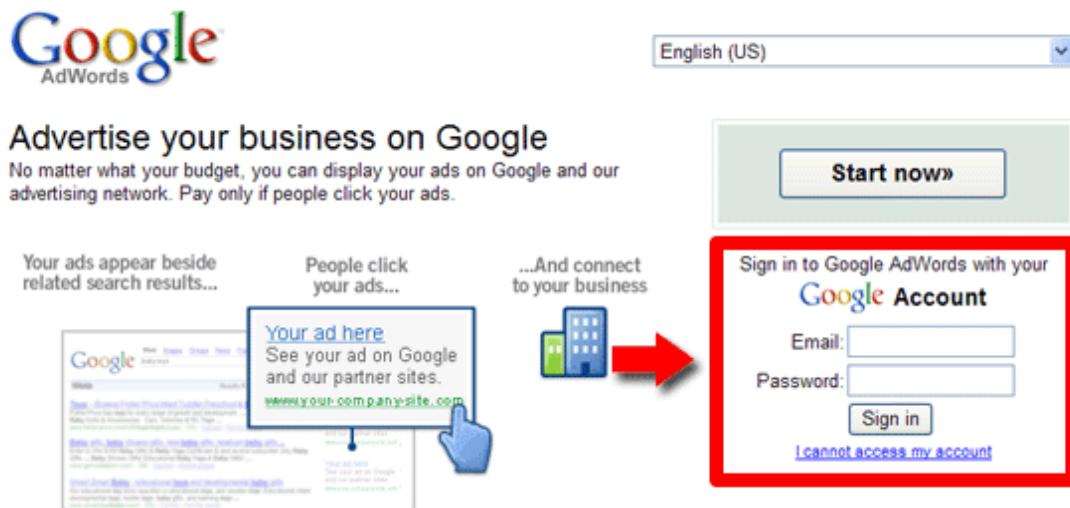 Google
AdWords
English (US)
Advertise your business on Google
No matter what your budget, you can display your ads on Google and our
advertising network. Pay only if people click your ads.
Start now»
Your ads appear beside
related search results...
People click
your ads...
...And connect
to your business
Your ad here
See your ad on Google
and our partner sites.
www.your-company-site.com
Google
Sign in to Google AdWords with your
Google Account
Email:
Password:
Sign in
I cannot access my account